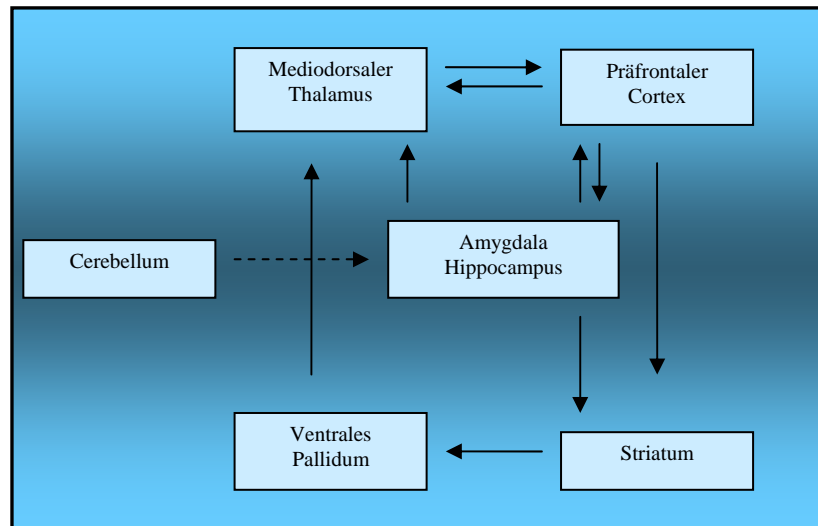 Mediodorsaler
Thalamus
Präfrontaler
Cortex
Cerebellum
Amygdala
Hippocampus
Ventrales
Pallidum
Striatum